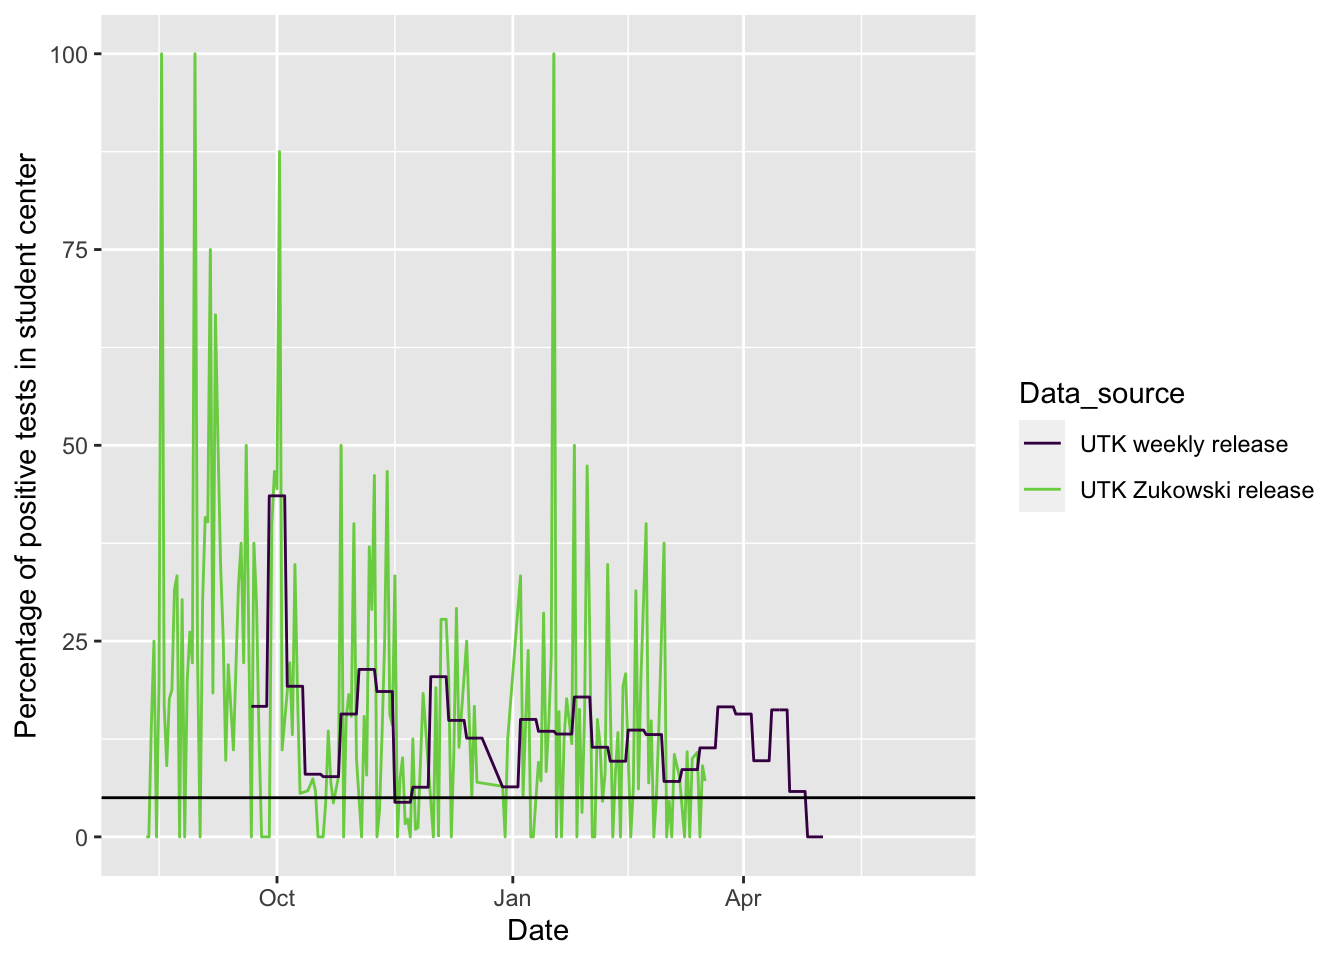 Percentage of positive tests in student center
100
75
50
25
0
Oct
Jan
Apr
Date
Data_source
UTK weekly release
UTK Zukowski release